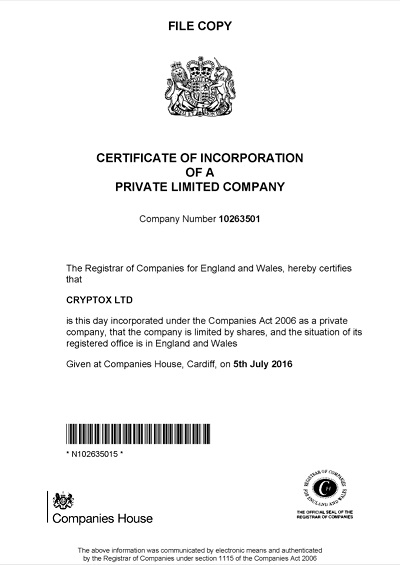 FILE COPY
CERTIFICATE OF INCORPORATION
OF A
PRIVATE LIMITED COMPANY
Company Number 10263501
The Registrar of Companies for England and Wales, hereby certifies
that
CRYPTOX LTD
is this day incorporated under the Companies Act 2006 as a private
company, that the company is limited by shares, and the situation of its
registered office is in England and Wales
Given at Companies House, Cardiff, on 5th July 2016
* N102635015 *
Companies House
REGISTRAR OF COMPANIES
FOR ENGLAND AND WALES
THE OFFICIAL SEAL OF THE
REGISTRAR OF COMPANIES
The above information was communicated by electronic means and authenticated
by the Registrar of Companies under section 1115 of the Companies Act 2006